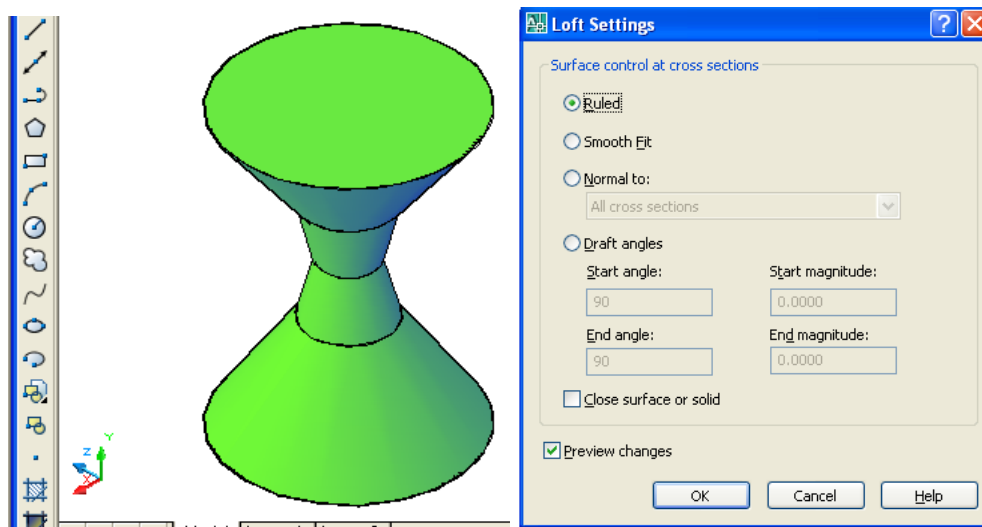 Loft Settings
Surface control at cross sections
Ruled
Smooth Fit
Normal to:
All cross sections
Draft angles
Start angle:
Start magnitude:
90
0.0000
End angle:
End magnitude:
90
0.0000
Close surface or solid
Preview changes
OK
Cancel
Help
Z
Y
X